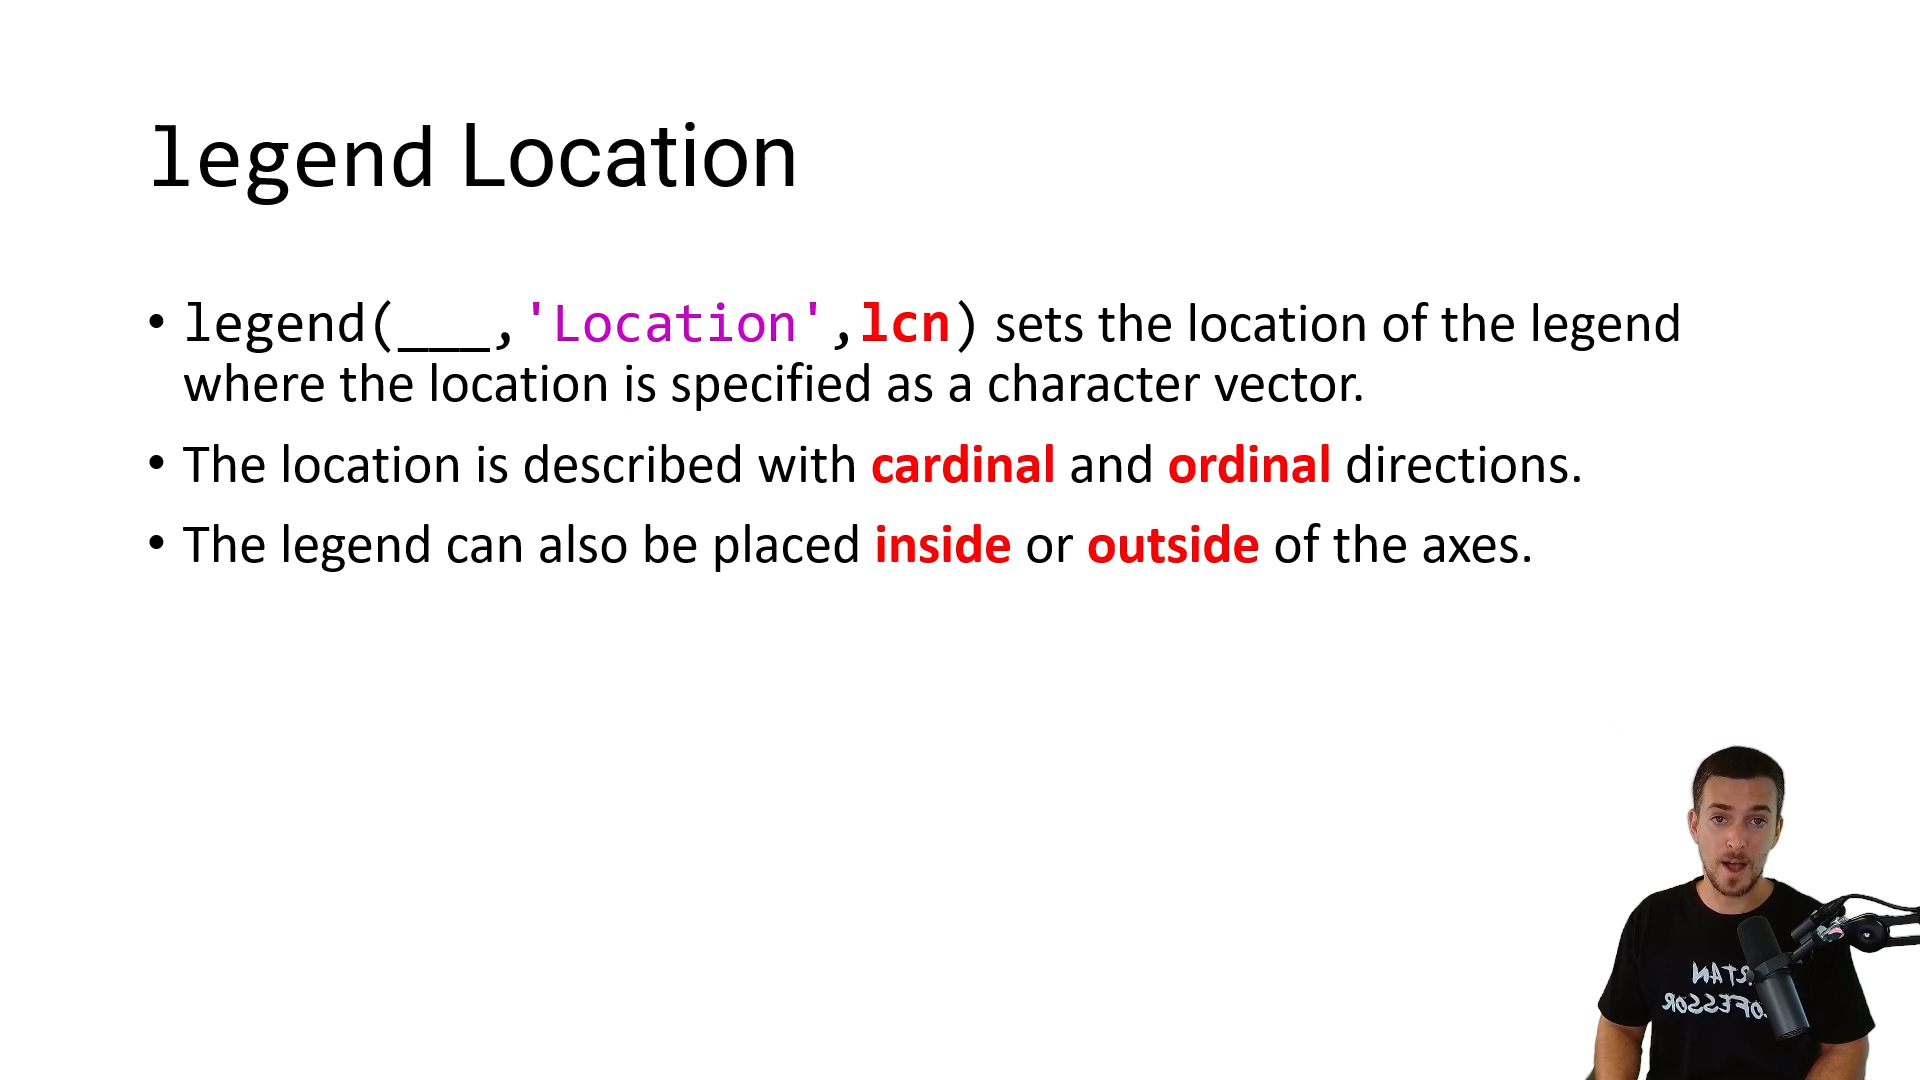 legend Location
• legend(___,'Location',lcn) sets the location of the legend
where the location is specified as a character vector.
• The location is described with cardinal and ordinal directions.
• The legend can also be placed inside or outside of the axes.